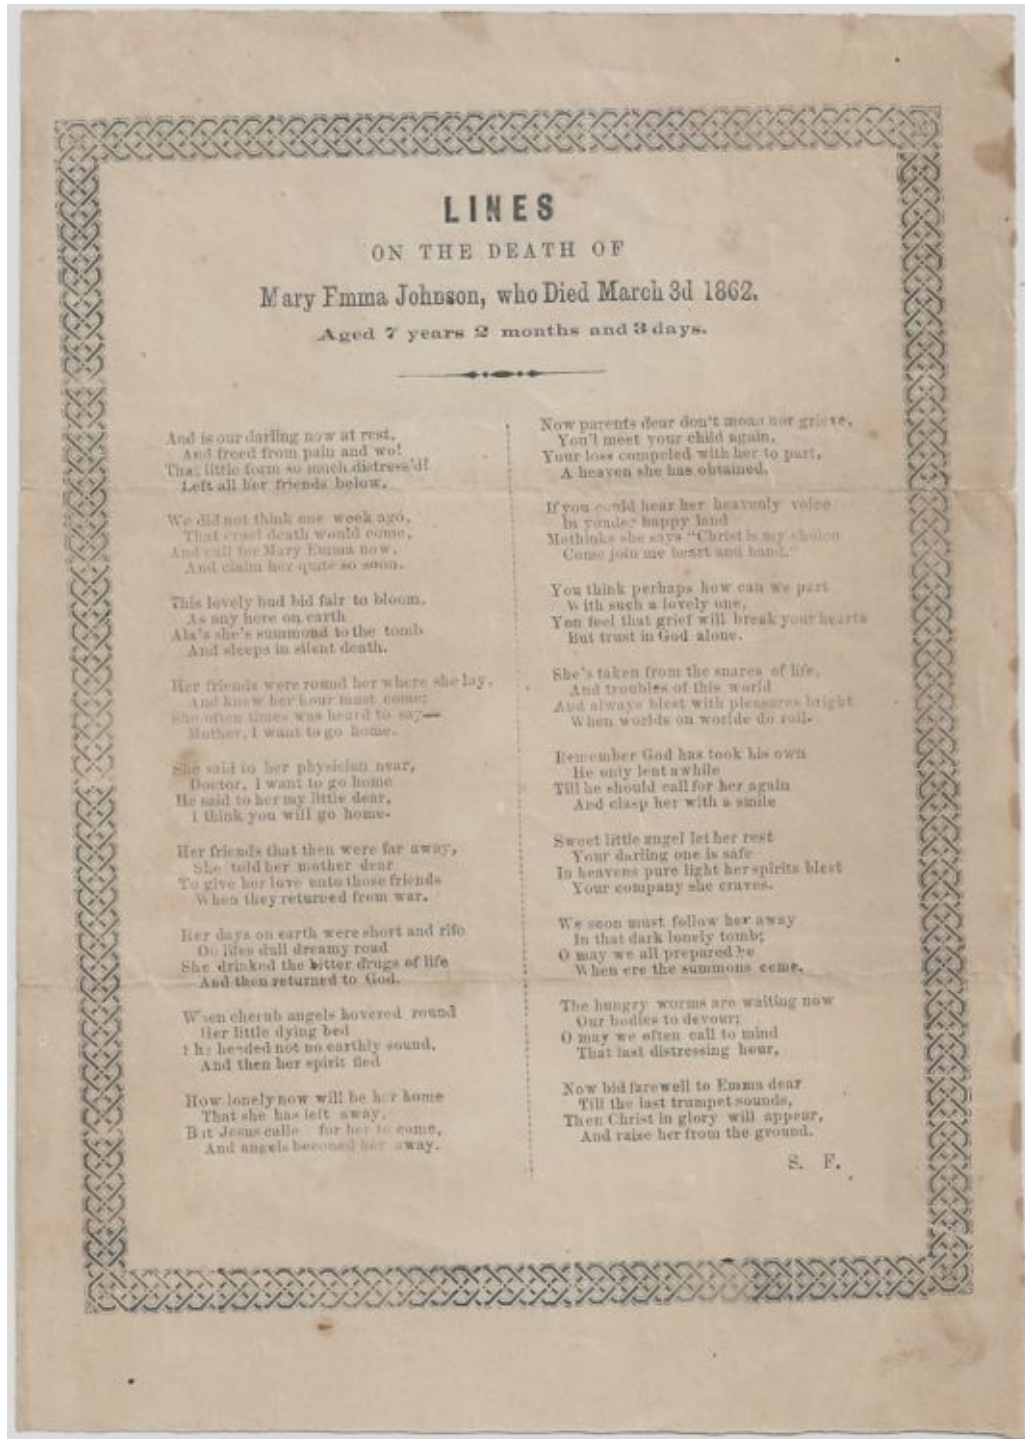 LINES
ON THE DEATH OF
Mary Emma Johnson, who Died March 3d 1862.
Aged 7 years 2 months and 3 days.
And is our darling now at rest,
And freed from pain and wo!
That little form so much distress'd!
Left all her friends below.
We did not think one week ago,
That cruel death would come,
And call for Mary Emma now,
And claim her quite so soon.
This lovely bud bid fair to bloom,
As any here on earth
Ala's she's summond to the tomb
And sleeps in silent death.
Her friends were round her where she lay,
And knew her hour must come;
She often times was heard to say—
Mother, I want to go home.
She said to her physician near,
Doctor, I want to go home
He said to her my little dear,
I think you will go home.
Her friends that then were far away,
She told her mother dear
To give her love unto those friends
When they returned from war.
Her days on earth were short and rife
On lifes dull dreamy road
She drinked the bitter drugs of life
And then returned to God.
When cherub angels hovered round
Her little dying bed
She heeded not no earthly sound,
And then her spirit fled
How lonely now will be her home
That she has left away,
But Jesus calle for her to come,
And angels beconed her away.
Now parents dear don't moan nor grieve,
You'l meet your child again,
Your loss compeled with her to part,
A heaven she has obtained.
If you could hear her heavenly voice
In yonder happy land
Methinks she says "Christ is my choice
Come join me heart and hand."
You think perhaps how can we part
With such a lovely one,
You feel that grief will break your hearts
But trust in God alone.
She's taken from the snares of life,
And troubles of this world
And always blest with pleasures bright
When worlds on worlds do roll.
Remember God has took his own
He only lent awhile
Till he should call for her again
And clasp her with a smile
Sweet little angel let her rest
Your darling one is safe
In heavens pure light her spirits blest
Your company she craves.
We soon must follow her away
In that dark lonely tomb;
O may we all prepared be
When ere the summons come,
The hungry worms are waiting now
Our bodies to devour;
O may we often call to mind
That last distressing hour,
Now bid farewell to Emma dear
Till the last trumpet sounds,
Then Christ in glory will appear,
And raise her from the ground.
S. F.